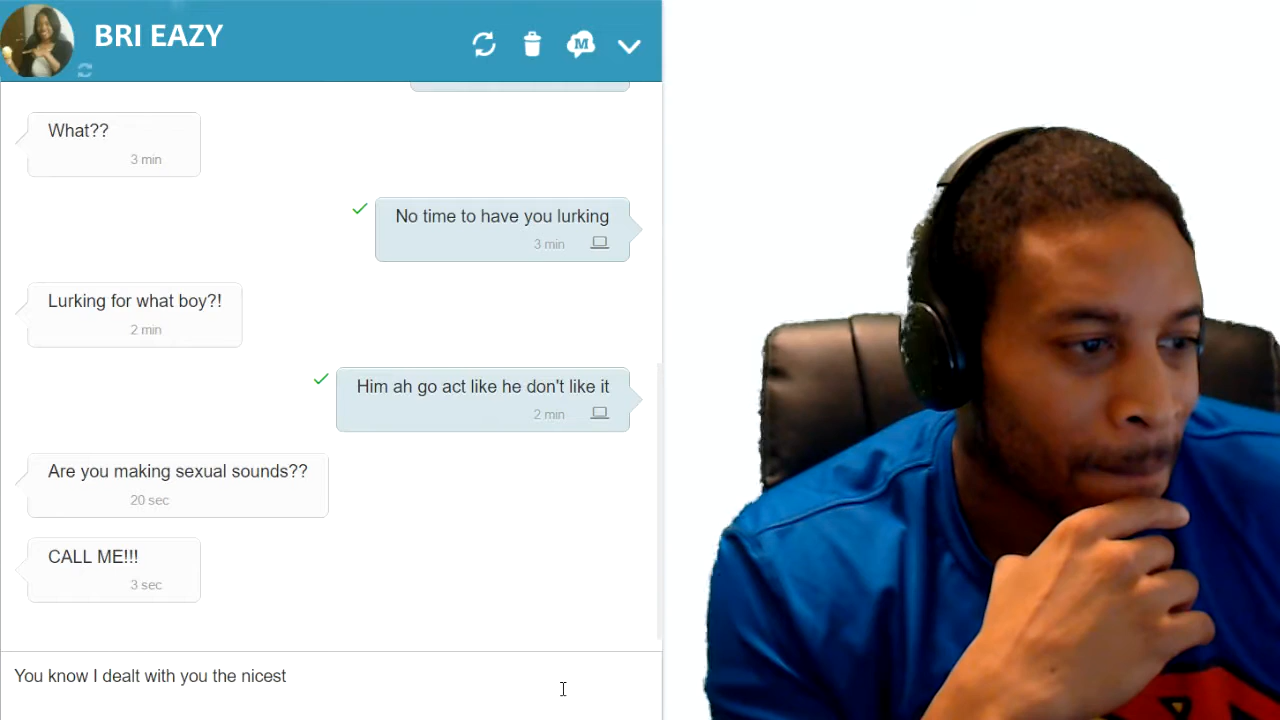 BRI EAZY
M
What??
3 min
No time to have you lurking
3 min
Lurking for what boy?!
2 min
Him ah go act like he don't like it
2 min
Are you making sexual sounds??
20 sec
CALL ME!!!
3 sec
You know I dealt with you the nicest